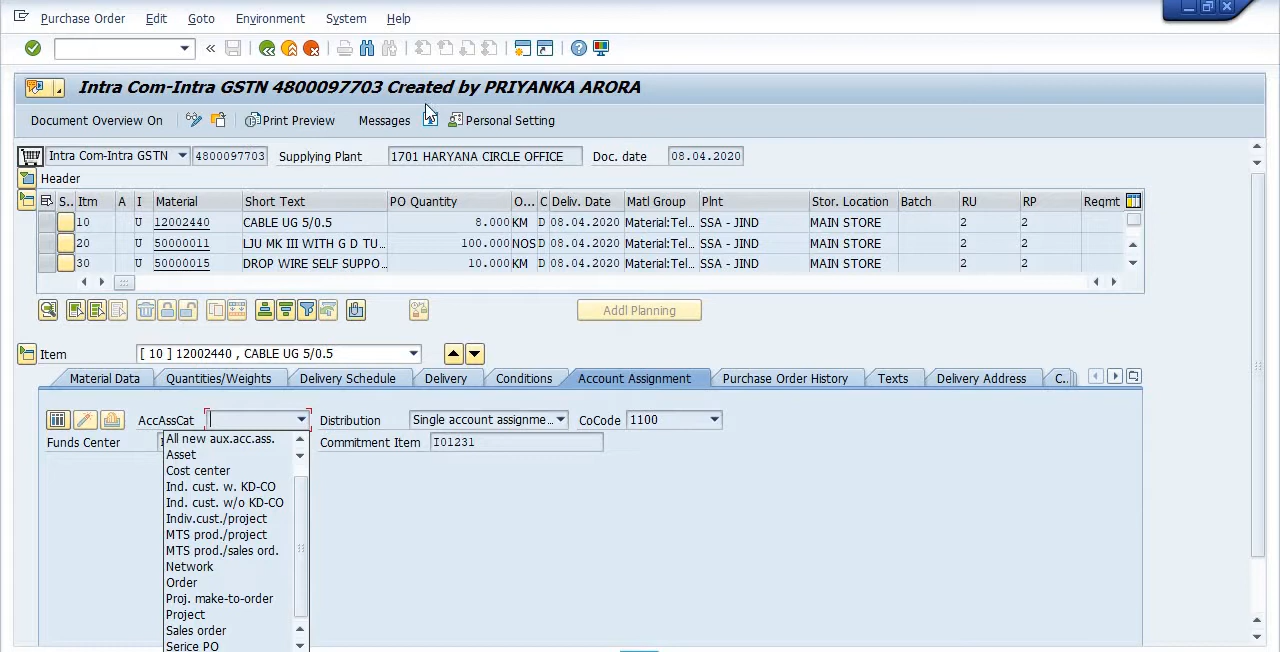 Purchase Order Edit Goto Environment System Help
Intra Com-Intra GSTN 4800097703 Created by PRIYANKA ARORA
Document Overview On Print Preview Messages Personal Setting
Intra Com-Intra GSTN 4800097703 Supplying Plant 1701 HARYANA CIRCLE OFFICE Doc. date 08.04.2020
Header
S.. Itm A I Material Short Text PO Quantity O... C Deliv. Date Matl Group Plnt Stor. Location Batch RU RP Reqmt
10 U 12002440 CABLE UG 5/0.5 8.000 KM D 08.04.2020 Material:Tel... SSA - JIND MAIN STORE 2 2
20 U 50000011 LJU MK III WITH G D TU... 100.000 NOS D 08.04.2020 Material:Tel... SSA - JIND MAIN STORE 2 2
30 U 50000015 DROP WIRE SELF SUPPO... 10.000 KM D 08.04.2020 Material:Tel... SSA - JIND MAIN STORE 2 2
Addl Planning
Item [ 10 ] 12002440 , CABLE UG 5/0.5
Material Data Quantities/Weights Delivery Schedule Delivery Conditions Account Assignment Purchase Order History Texts Delivery Address C..
AccAssCat Distribution Single account assignme... CoCode 1100
Funds Center Commitment Item I01231
All new aux.acc.ass.
Asset
Cost center
Ind. cust. w. KD-CO
Ind. cust. w/o KD-CO
Indiv.cust./project
MTS prod./project
MTS prod./sales ord.
Network
Order
Proj. make-to-order
Project
Sales order
Serice PO